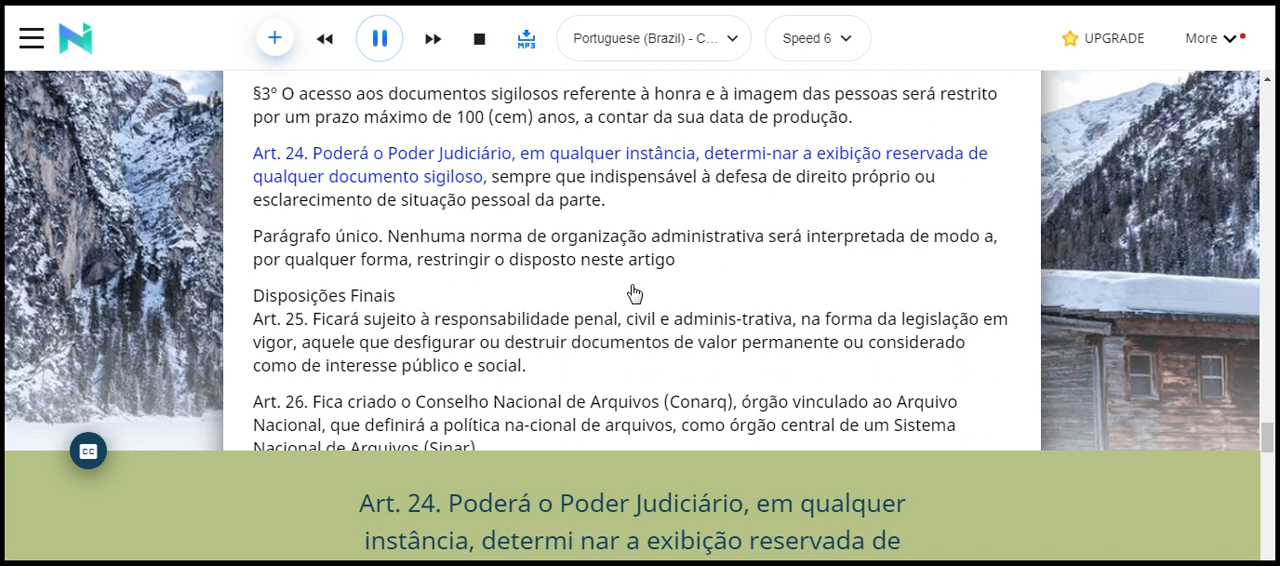 MP3
Portuguese (Brazil) - C...
Speed 6
UPGRADE
More
§3º O acesso aos documentos sigilosos referente à honra e à imagem das pessoas será restrito
por um prazo máximo de 100 (cem) anos, a contar da sua data de produção.
Art. 24. Poderá o Poder Judiciário, em qualquer instância, determi-nar a exibição reservada de
qualquer documento sigiloso, sempre que indispensável à defesa de direito próprio ou
esclarecimento de situação pessoal da parte.
Parágrafo único. Nenhuma norma de organização administrativa será interpretada de modo a,
por qualquer forma, restringir o disposto neste artigo
Disposições Finais
Art. 25. Ficará sujeito à responsabilidade penal, civil e adminis-trativa, na forma da legislação em
vigor, aquele que desfigurar ou destruir documentos de valor permanente ou considerado
como de interesse público e social.
Art. 26. Fica criado o Conselho Nacional de Arquivos (Conarq), órgão vinculado ao Arquivo
Nacional, que definirá a política na-cional de arquivos, como órgão central de um Sistema
Nacional de Arquivos (Sinar)
CC
Art. 24. Poderá o Poder Judiciário, em qualquer
instância, determi nar a exibição reservada de